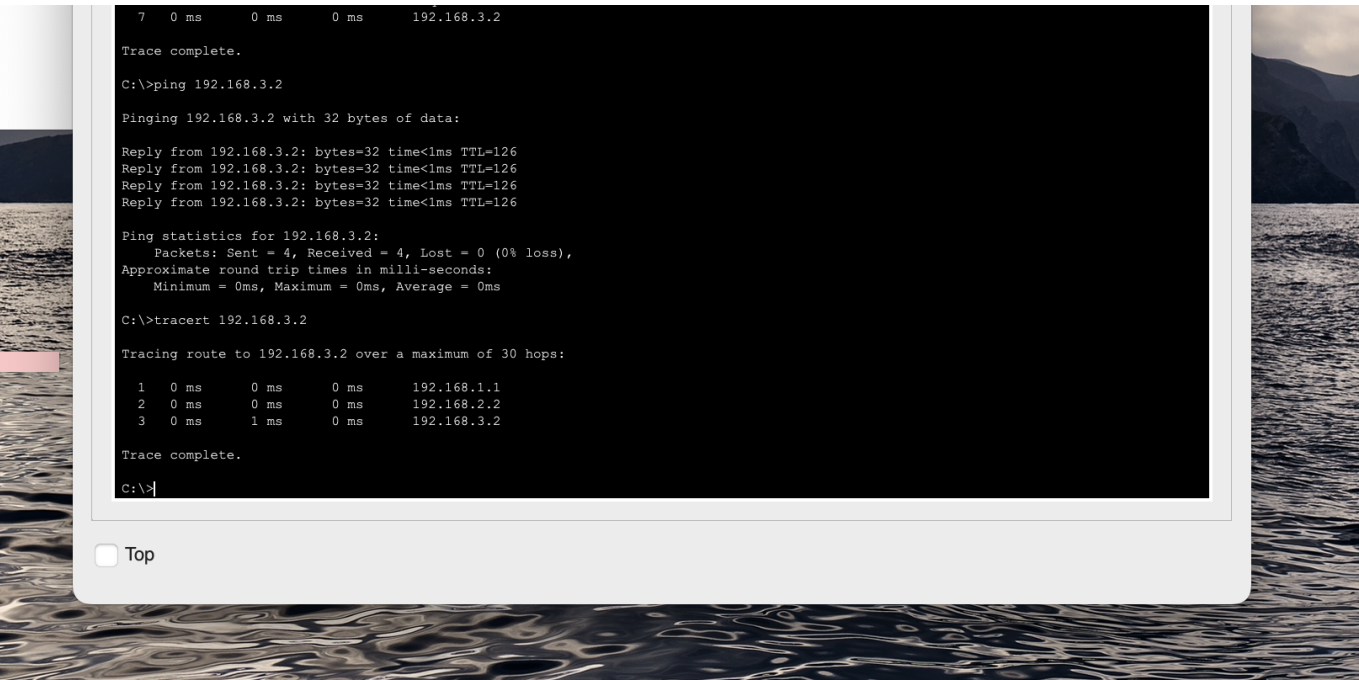 7 0 ms 0 ms 0 ms 192.168.3.2
Trace complete.
C:\>ping 192.168.3.2
Pinging 192.168.3.2 with 32 bytes of data:
Reply from 192.168.3.2: bytes=32 time<1ms TTL=126
Reply from 192.168.3.2: bytes=32 time<1ms TTL=126
Reply from 192.168.3.2: bytes=32 time<1ms TTL=126
Reply from 192.168.3.2: bytes=32 time<1ms TTL=126
Ping statistics for 192.168.3.2:
Packets: Sent = 4, Received = 4, Lost = 0 (0% loss),
Approximate round trip times in milli-seconds:
Minimum = 0ms, Maximum = 0ms, Average = 0ms
C:\>tracert 192.168.3.2
Tracing route to 192.168.3.2 over a maximum of 30 hops:
1 0 ms 0 ms 0 ms 192.168.1.1
2 0 ms 0 ms 0 ms 192.168.2.2
3 0 ms 1 ms 0 ms 192.168.3.2
Trace complete.
C:\>
Top